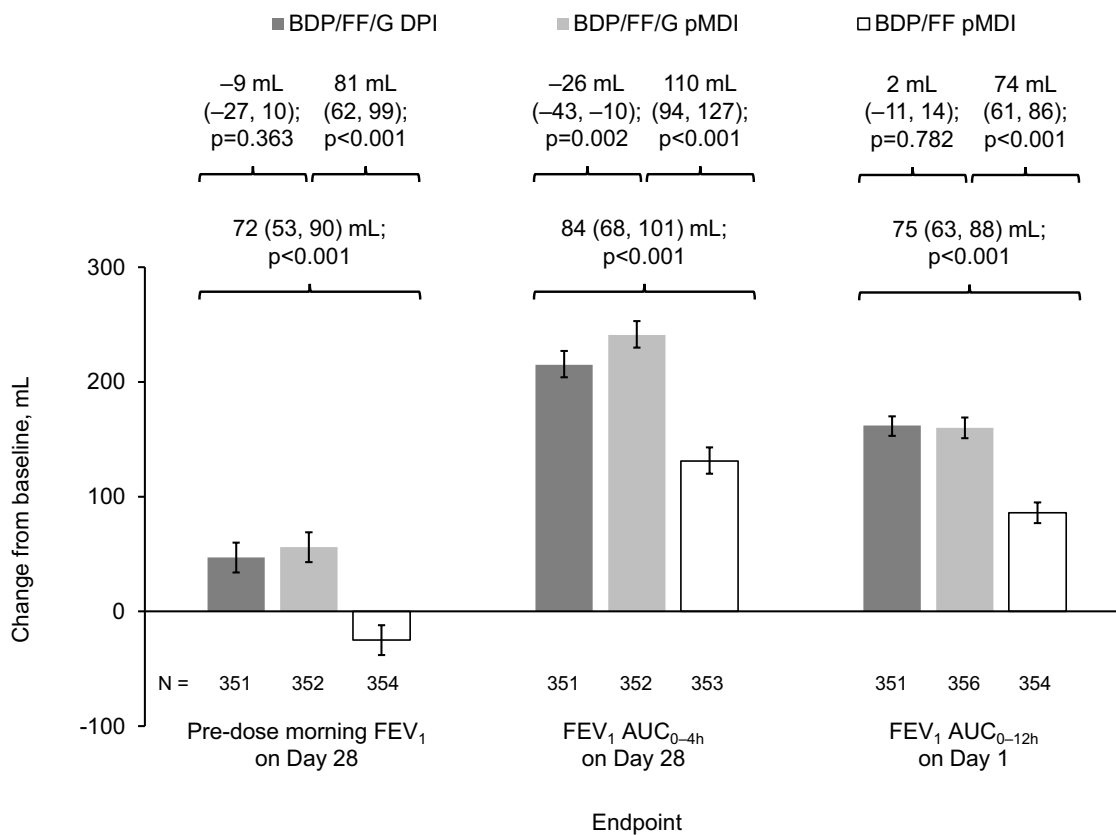 BDP/FF/G DPI BDP/FF/G pMDI BDP/FF pMDI
–9 mL 81 mL –26 mL 110 mL 2 mL 74 mL
(–27, 10); (62, 99); (–43, –10); (94, 127); (–11, 14); (61, 86);
p=0.363 p<0.001 p=0.002 p<0.001 p=0.782 p<0.001
72 (53, 90) mL; 84 (68, 101) mL; 75 (63, 88) mL;
p<0.001 p<0.001 p<0.001
300
200
100
0
-100
Change from baseline, mL
N = 351 352 354 351 352 353 351 356 354
Pre-dose morning FEV₁ FEV₁ AUC₀₋₄ₕ FEV₁ AUC₀₋₁₂ₕ
on Day 28 on Day 28 on Day 1
Endpoint